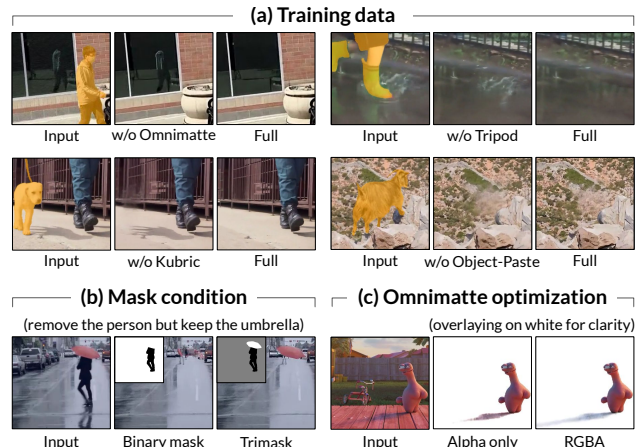 (a) Training data
Input w/o Omnimatte Full Input w/o Tripod Full
Input w/o Kubric Full Input w/o Object-Paste Full
(b) Mask condition (c) Omnimatte optimization
(remove the person but keep the umbrella) (overlaying on white for clarity)
Input Binary mask Trimask Input Alpha only RGBA